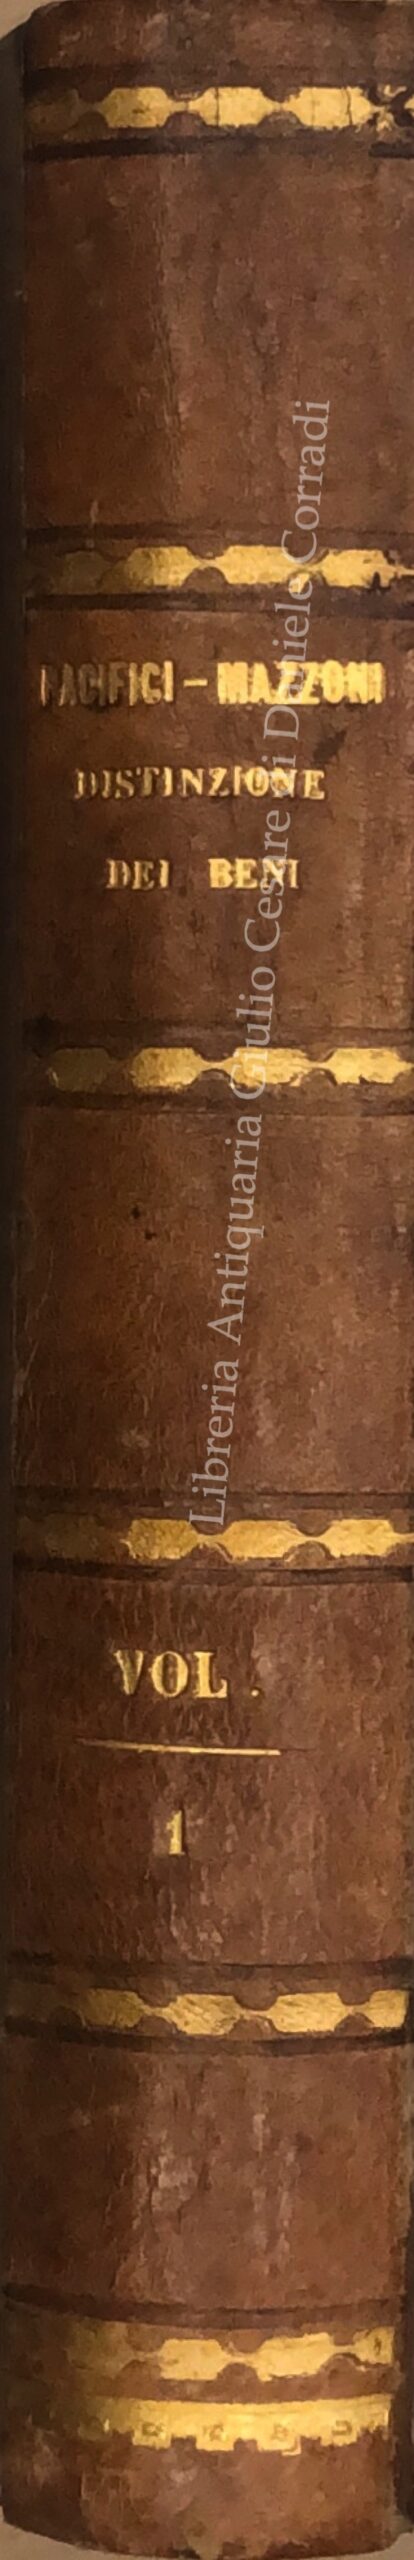 PACIFICI - MAZZONI
DISTINZIONE
DEI BENI
VOL.
1
Libreria Antiquaria Giulio Cesare di Daniele Corradi